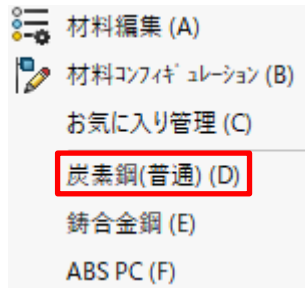 材料編集 (A)
材料ｺﾝﾌｨｷﾞｭﾚｰｼｮﾝ (B)
お気に入り管理 (C)
炭素鋼(普通) (D)
鋳合金鋼 (E)
ABS PC (F)